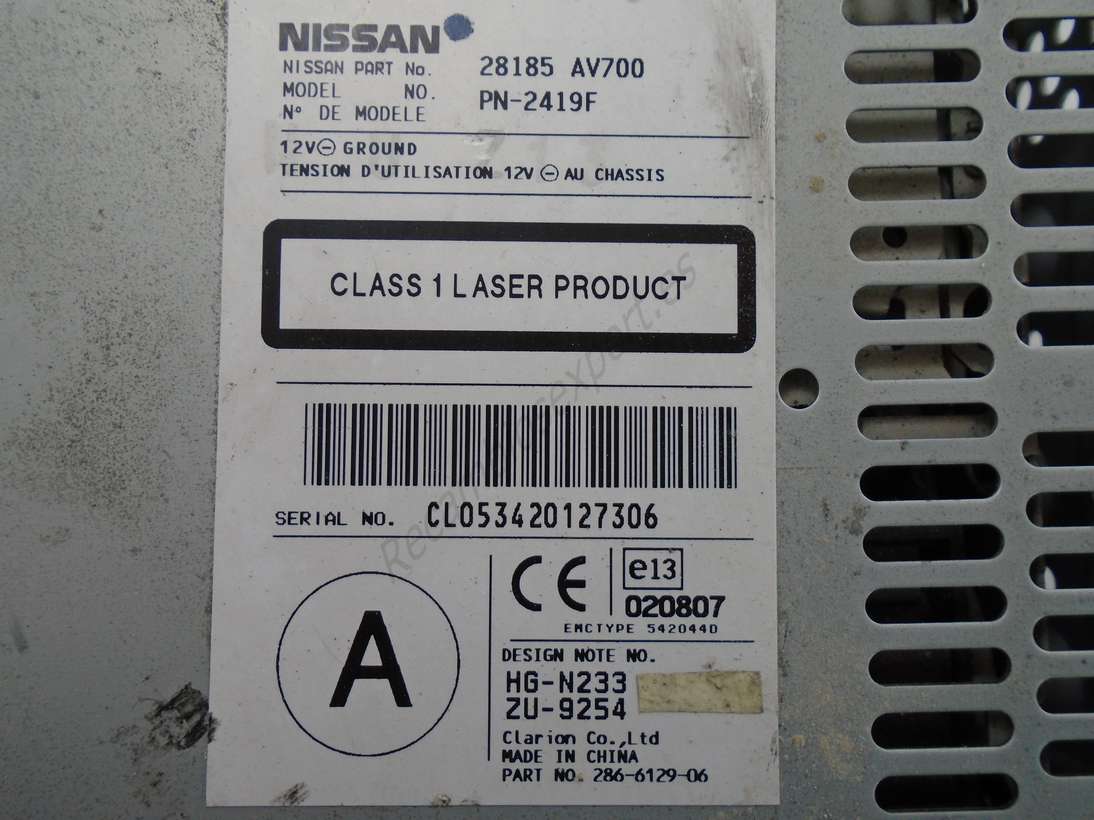 NISSAN
NISSAN PART No. 28185 AV700
MODEL NO. PN-2419F
N° DE MODELE
12V⊖ GROUND
TENSION D'UTILISATION 12V ⊖ AU CHASSIS
CLASS 1 LASER PRODUCT
SERIAL NO. CL053420127306
A
CE e13
020807
EMCTYPE 542044D
DESIGN NOTE NO.
HG-N233
ZU-9254
Clarion Co.,Ltd
MADE IN CHINA
PART NO. 286-6129-06